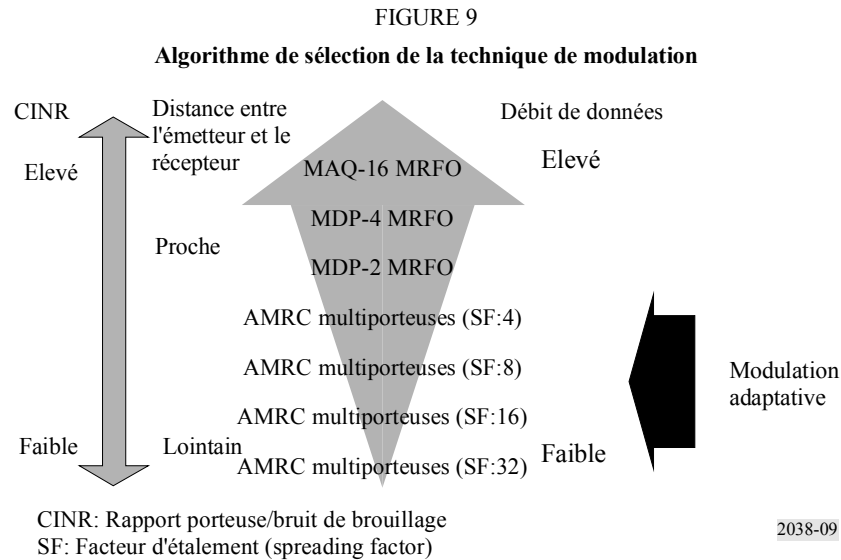 FIGURE 9
Algorithme de sélection de la technique de modulation
CINR
Distance entre
l'émetteur et le
récepteur
Débit de données
Elevé
MAQ-16 MRFO
Elevé
MDP-4 MRFO
Proche
MDP-2 MRFO
AMRC multiporteuses (SF:4)
AMRC multiporteuses (SF:8)
Modulation
adaptative
AMRC multiporteuses (SF:16)
Faible
Lointain
AMRC multiporteuses (SF:32)
Faible
CINR: Rapport porteuse/bruit de brouillage
SF: Facteur d'étalement (spreading factor)
2038-09